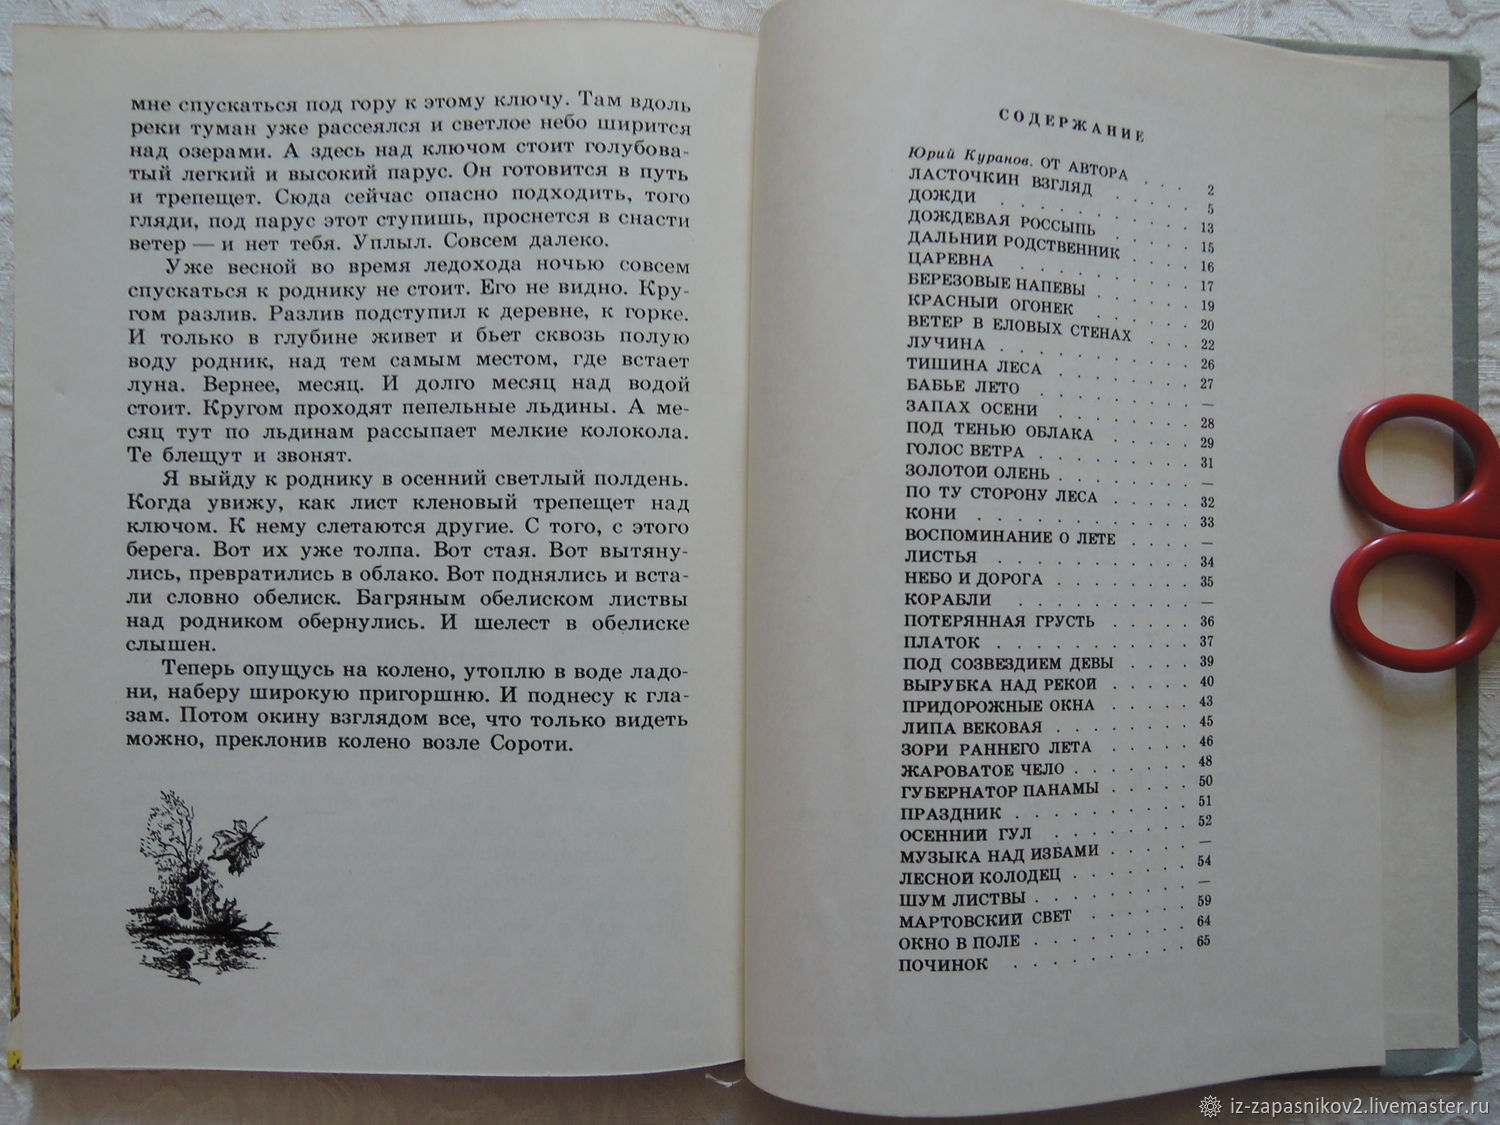 мне спускаться под гору к этому ключу. Там вдоль
реки туман уже рассеялся и светлое небо ширится
над озерами. А здесь над ключом стоит голубова-
тый легкий и высокий парус. Он готовится в путь
и трепещет. Сюда сейчас опасно подходить, того
гляди, под парус этот ступишь, проснется в снасти
ветер — и нет тебя. Уплыл. Совсем далеко.
Уже весной во время ледохода ночью совсем
спускаться к роднику не стоит. Его не видно. Кру-
гом разлив. Разлив подступил к деревне, к горке.
И только в глубине живет и бьет сквозь полую
воду родник, над тем самым местом, где встает
луна. Вернее, месяц. И долго месяц над водой
стоит. Кругом проходят пепельные льдины. А ме-
сяц тут по льдинам рассыпает мелкие колокола.
Те блещут и звонят.
Я выйду к роднику в осенний светлый полдень.
Когда увижу, как лист кленовый трепещет над
ключом. К нему слетаются другие. С того, с этого
берега. Вот их уже толпа. Вот стая. Вот вытяну-
лись, превратились в облако. Вот поднялись и вста-
ли словно обелиск. Багряным обелиском листвы
над родником обернулись. И шелест в обелиске
слышен.
Теперь опущусь на колено, утоплю в воде ладо-
ни, наберу широкую пригоршню. И поднесу к гла-
зам. Потом окину взглядом все, что только видеть
можно, преклонив колено возле Сороти.
СОДЕРЖАНИЕ
Юрий Куранов. ОТ АВТОРА . . . 2
ЛАСТОЧКИН ВЗГЛЯД . . . . 5
ДОЖДИ . . . . . . . . . . 13
ДОЖДЕВАЯ РОССЫПЬ . . . . 15
ДАЛЬНИЙ РОДСТВЕННИК . . . . 16
ЦАРЕВНА . . . . . . . . . 17
БЕРЕЗОВЫЕ НАПЕВЫ . . . . . 19
КРАСНЫЙ ОГОНЕК . . . . . 20
ВЕТЕР В ЕЛОВЫХ СТЕНАХ . . . 22
ЛУЧИНА . . . . . . . . . . 26
ТИШИНА ЛЕСА . . . . . . . 27
БАБЬЕ ЛЕТО . . . . . . . . —
ЗАПАХ ОСЕНИ . . . . . . . 28
ПОД ТЕНЬЮ ОБЛАКА . . . . 29
ГОЛОС ВЕТРА . . . . . . . 31
ЗОЛОТОЙ ОЛЕНЬ . . . . . . —
ПО ТУ СТОРОНУ ЛЕСА . . . . 32
КОНИ . . . . . . . . . . . 33
ВОСПОМИНАНИЕ О ЛЕТЕ . . . . —
ЛИСТЬЯ . . . . . . . . . . 34
НЕБО И ДОРОГА . . . . . . . 35
КОРАБЛИ . . . . . . . . . —
ПОТЕРЯННАЯ ГРУСТЬ . . . . . 36
ПЛАТОК . . . . . . . . . . 37
ПОД СОЗВЕЗДИЕМ ДЕВЫ . . . . 39
ВЫРУБКА НАД РЕКОЙ . . . . . 40
ПРИДОРОЖНЫЕ ОКНА . . . . . 43
ЛИПА ВЕКОВАЯ . . . . . . . 45
ЗОРИ РАННЕГО ЛЕТА . . . . . 46
ЖАРОВАТОЕ ЧЕЛО . . . . . . 48
ГУБЕРНАТОР ПАНАМЫ . . . . . 50
ПРАЗДНИК . . . . . . . . . 51
ОСЕННИЙ ГУЛ . . . . . . . 52
МУЗЫКА НАД ИЗБАМИ . . . . . —
ЛЕСНОЙ КОЛОДЕЦ . . . . . . 54
ШУМ ЛИСТВЫ . . . . . . . . —
МАРТОВСКИЙ СВЕТ . . . . . . 59
ОКНО В ПОЛЕ . . . . . . . . 64
ПОЧИНОК . . . . . . . . . 65
iz-zapasnikov2.livemaster.ru